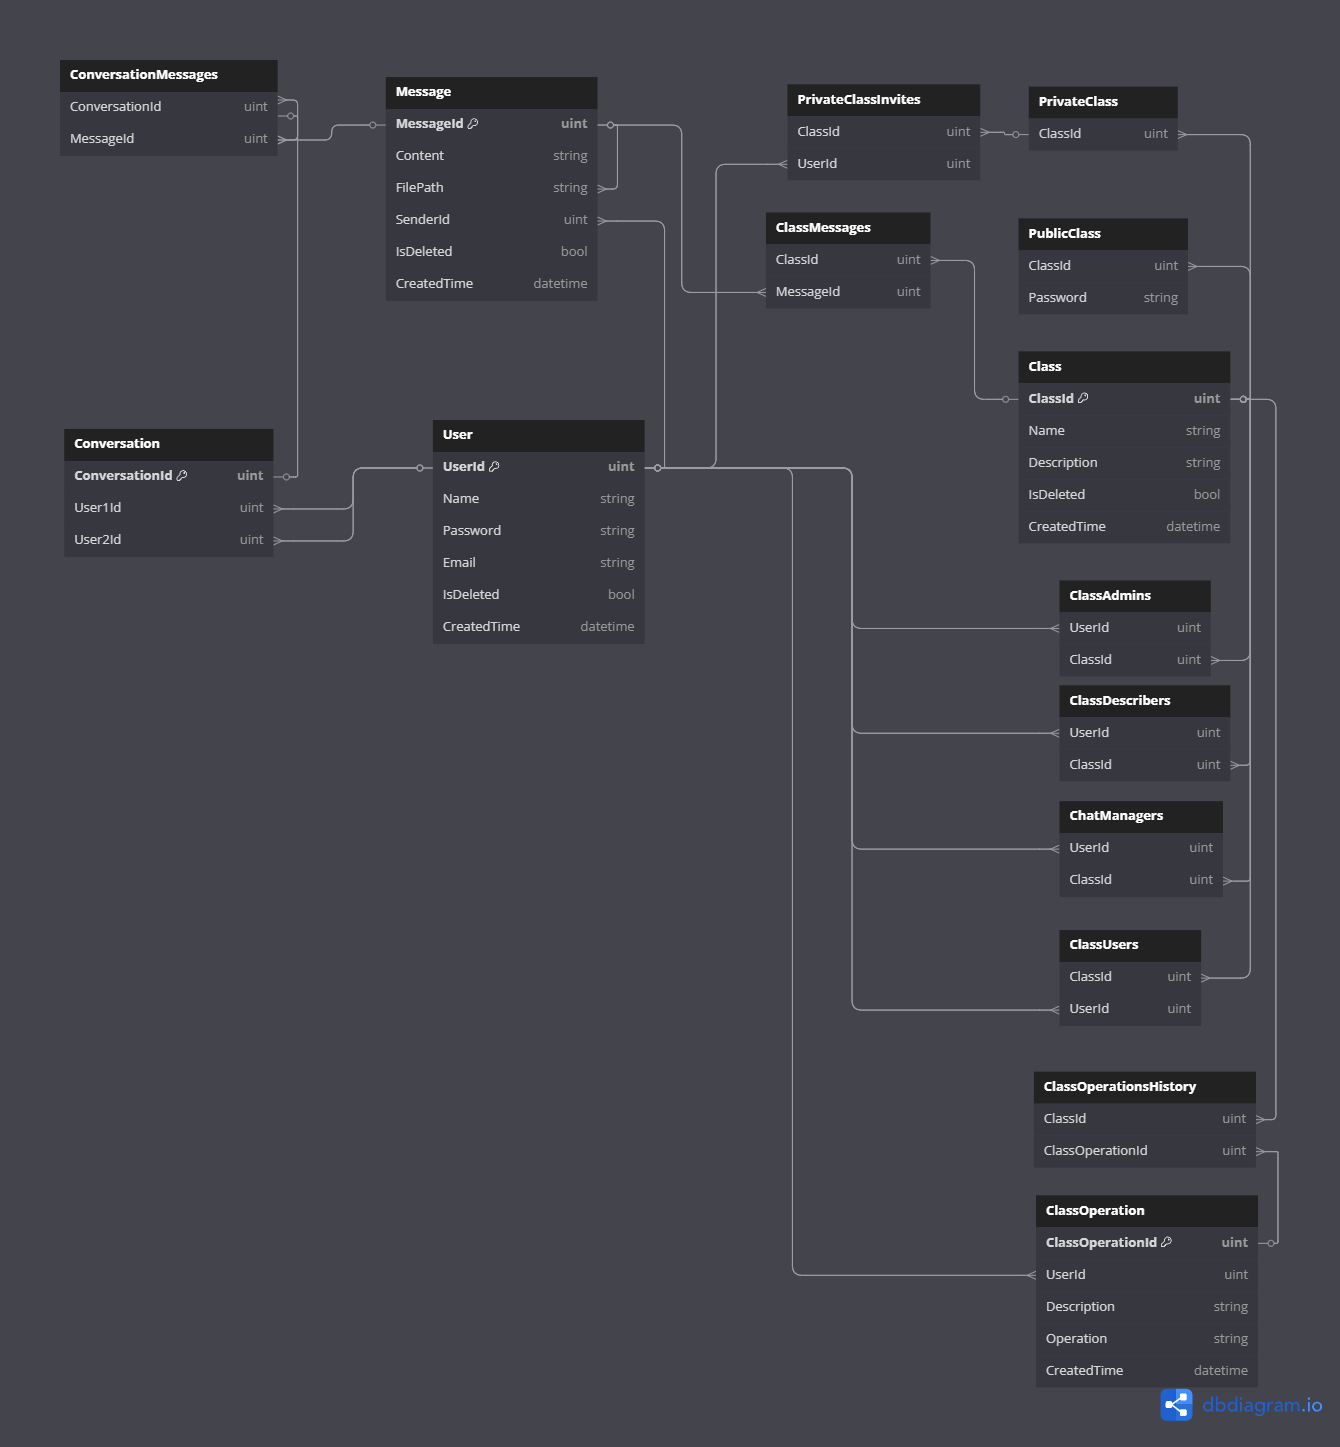 ConversationMessages
ConversationId uint
MessageId uint
Message
MessageId uint
Content string
FilePath string
SenderId uint
IsDeleted bool
CreatedTime datetime
PrivateClassInvites
ClassId uint
UserId uint
PrivateClass
ClassId uint
ClassMessages
ClassId uint
MessageId uint
PublicClass
ClassId uint
Password string
Class
ClassId uint
Name string
Description string
IsDeleted bool
CreatedTime datetime
Conversation
ConversationId uint
User1Id uint
User2Id uint
User
UserId uint
Name string
Password string
Email string
IsDeleted bool
CreatedTime datetime
ClassAdmins
UserId uint
ClassId uint
ClassDescribers
UserId uint
ClassId uint
ChatManagers
UserId uint
ClassId uint
ClassUsers
ClassId uint
UserId uint
ClassOperationsHistory
ClassId uint
ClassOperationId uint
ClassOperation
ClassOperationId uint
UserId uint
Description string
Operation string
CreatedTime datetime
dbdiagram.io